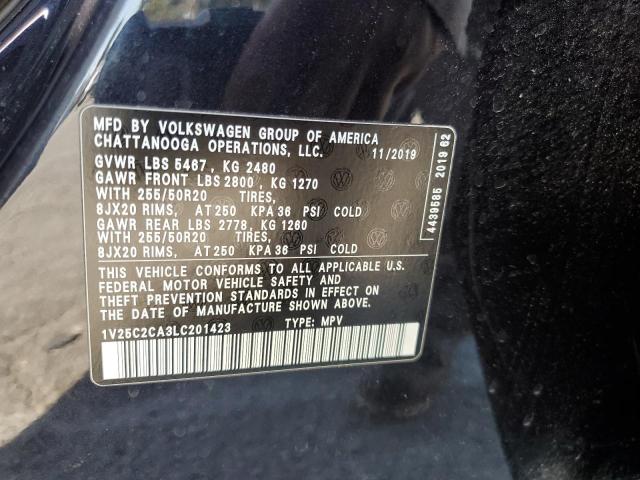 MFD BY VOLKSWAGEN GROUP OF AMERICA
CHATTANOOGA OPERATIONS, LLC. 11/2019
GVWR LBS 5467, KG 2480
GAWR FRONT LBS 2800, KG 1270
WITH 255/50R20 TIRES,
8JX20 RIMS, AT 250 KPA 36 PSI COLD
GAWR REAR LBS 2778, KG 1260
WITH 255/50R20 TIRES,
8JX20 RIMS, AT 250 KPA 36 PSI COLD
THIS VEHICLE CONFORMS TO ALL APPLICABLE U.S.
FEDERAL MOTOR VEHICLE SAFETY AND
THEFT PREVENTION STANDARDS IN EFFECT ON THE
DATE OF MANUFACTURE SHOWN ABOVE.
1V25C2CA3LC201423 TYPE: MPV
4439585 2019 62